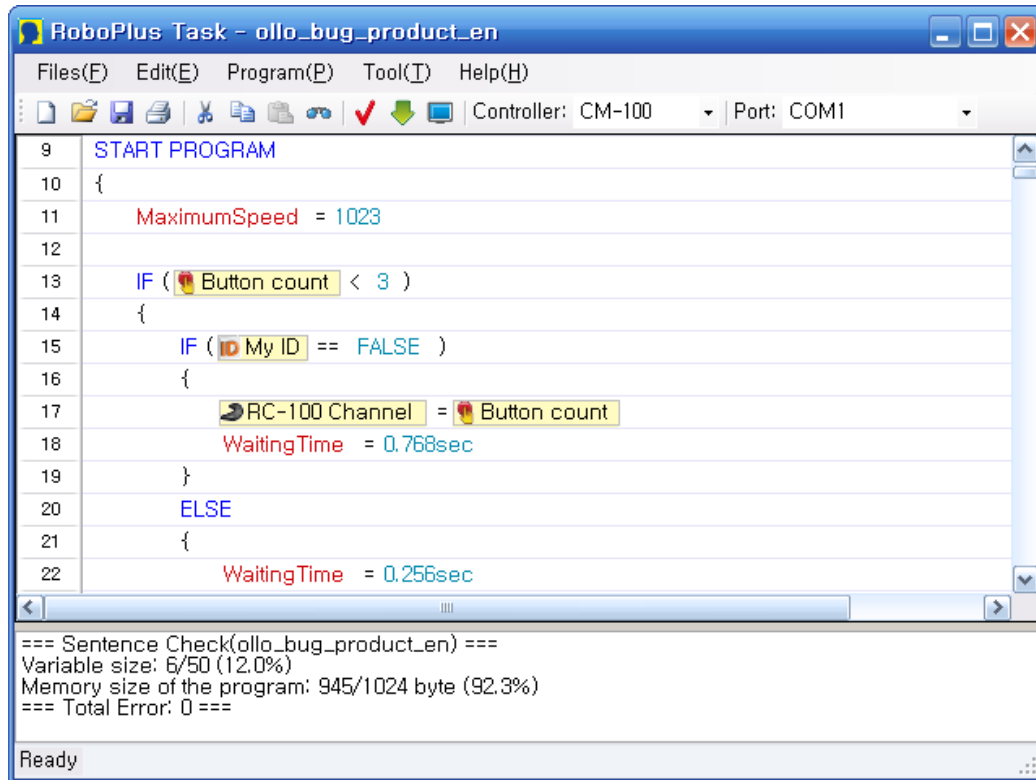 RoboPlus Task - ollo_bug_product_en
Files(F) Edit(E) Program(P) Tool(T) Help(H)
Controller: CM-100 Port: COM1
9 START PROGRAM
10 {
11 MaximumSpeed = 1023
12
13 IF ( Button count < 3 )
14 {
15 IF ( ID My ID == FALSE )
16 {
17 RC-100 Channel = Button count
18 WaitingTime = 0.768sec
19 }
20 ELSE
21 {
22 WaitingTime = 0.256sec
=== Sentence Check(ollo_bug_product_en) ===
Variable size: 6/50 (12.0%)
Memory size of the program: 945/1024 byte (92.3%)
=== Total Error: 0 ===
Ready